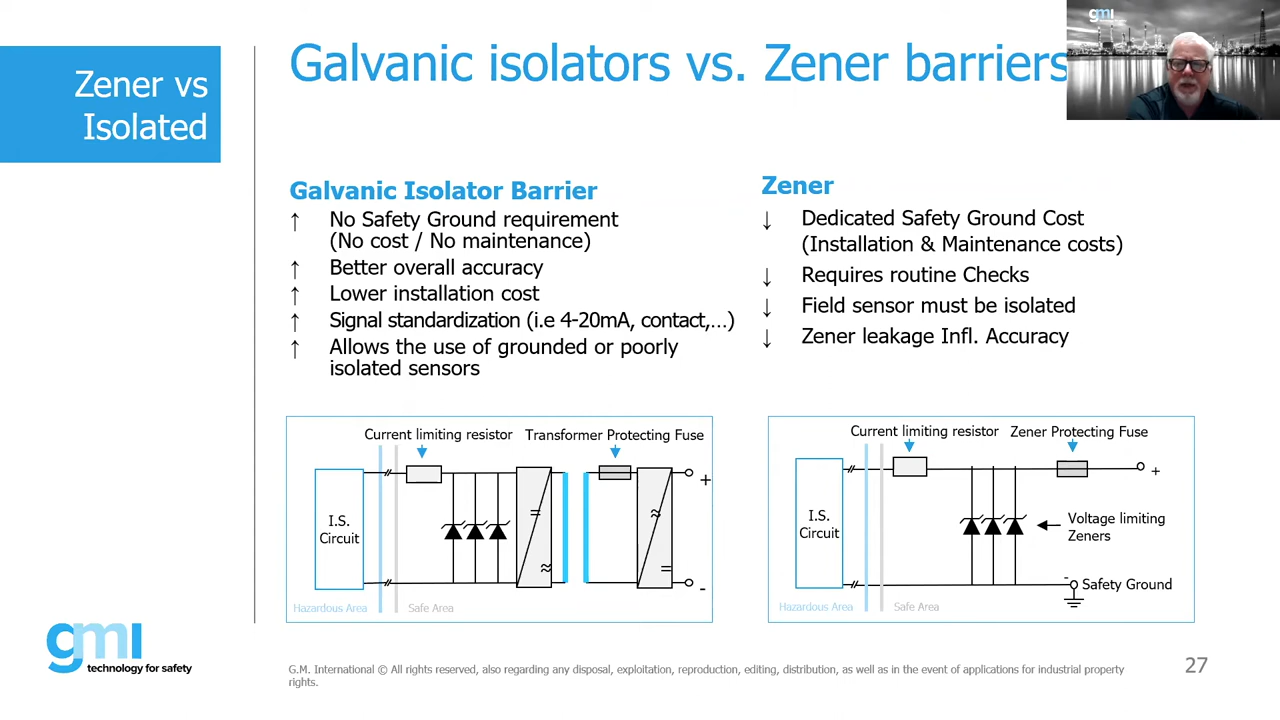 Zener vs
Isolated
Galvanic isolators vs. Zener barriers
gmi
Galvanic Isolator Barrier
↑ No Safety Ground requirement
(No cost / No maintenance)
↑ Better overall accuracy
↑ Lower installation cost
↑ Signal standardization (i.e 4-20mA, contact,…)
↑ Allows the use of grounded or poorly
isolated sensors
Zener
↓ Dedicated Safety Ground Cost
(Installation & Maintenance costs)
↓ Requires routine Checks
↓ Field sensor must be isolated
↓ Zener leakage Infl. Accuracy
Current limiting resistor
Transformer Protecting Fuse
I.S.
Circuit
=
≈
≈
=
+
-
Hazardous Area
Safe Area
Current limiting resistor
Zener Protecting Fuse
I.S.
Circuit
+
Voltage limiting
Zeners
-
Safety Ground
Hazardous Area
Safe Area
gmi
technology for safety
G.M. International © All rights reserved, also regarding any disposal, exploitation, reproduction, editing, distribution, as well as in the event of applications for industrial property
rights.
27